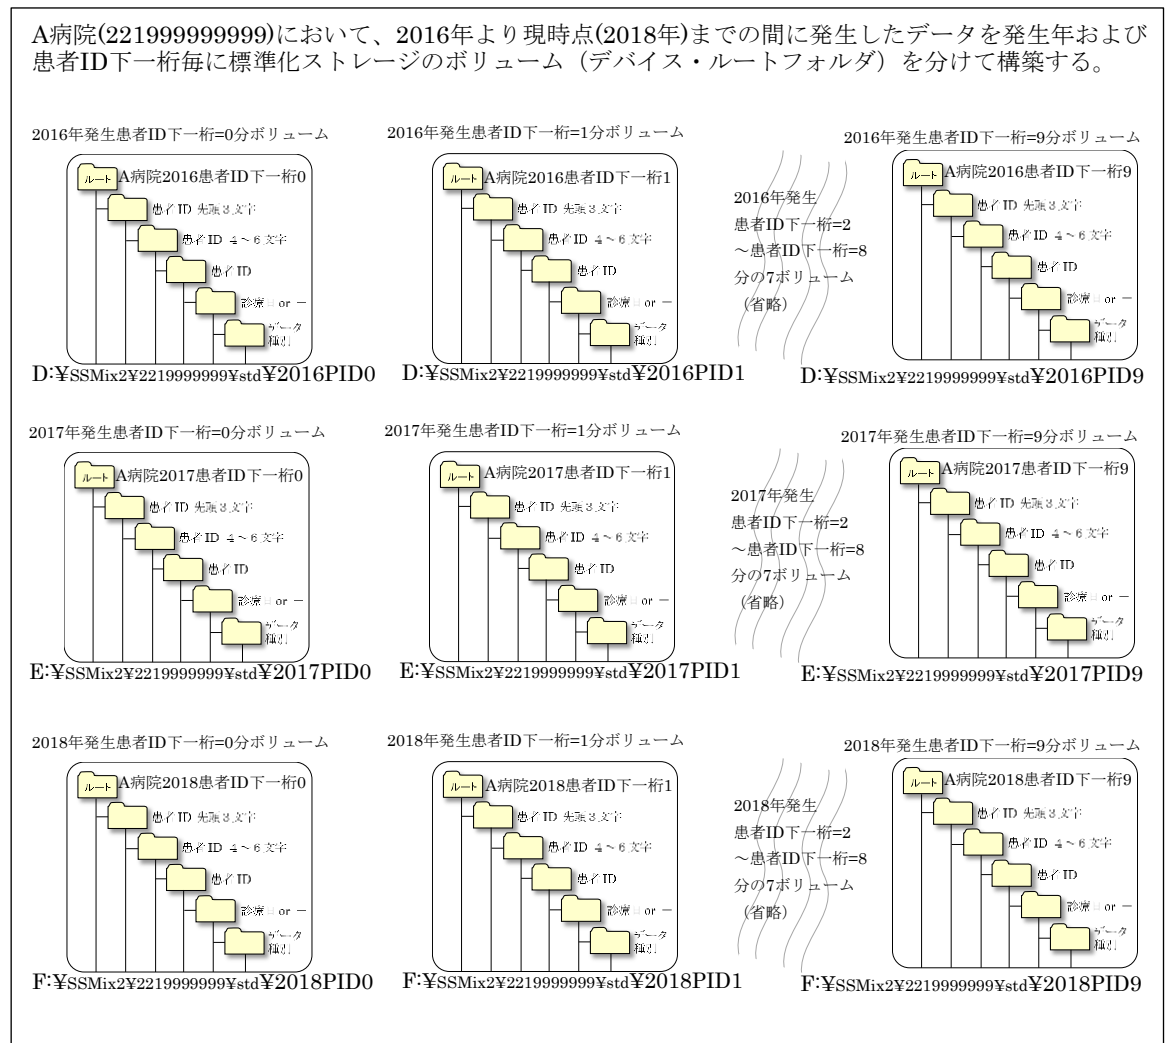 A病院(221999999999)において、2016年より現時点(2018年)までの間に発生したデータを発生年および
患者ID下一桁毎に標準化ストレージのボリューム（デバイス・ルートフォルダ）を分けて構築する。
2016年発生患者ID下一桁=0分ボリューム
ルート A病院2016患者ID下一桁0
患者ID 先頭3文字
患者ID 4～6文字
患者ID
診療日 or －
データ
種別
D:¥SSMix2¥2219999999¥std¥2016PID0
2016年発生患者ID下一桁=1分ボリューム
ルート A病院2016患者ID下一桁1
患者ID 先頭3文字
患者ID 4～6文字
患者ID
診療日 or －
データ
種別
D:¥SSMix2¥2219999999¥std¥2016PID1
2016年発生
患者ID下一桁=2
～患者ID下一桁=8
分の7ボリューム
（省略）
2016年発生患者ID下一桁=9分ボリューム
ルート A病院2016患者ID下一桁9
患者ID 先頭3文字
患者ID 4～6文字
患者ID
診療日 or －
データ
種別
D:¥SSMix2¥2219999999¥std¥2016PID9
2017年発生患者ID下一桁=0分ボリューム
ルート A病院2017患者ID下一桁0
患者ID 先頭3文字
患者ID 4～6文字
患者ID
診療日 or －
データ
種別
E:¥SSMix2¥2219999999¥std¥2017PID0
2017年発生患者ID下一桁=1分ボリューム
ルート A病院2017患者ID下一桁1
患者ID 先頭3文字
患者ID 4～6文字
患者ID
診療日 or －
データ
種別
E:¥SSMix2¥2219999999¥std¥2017PID1
2017年発生
患者ID下一桁=2
～患者ID下一桁=8
分の7ボリューム
（省略）
2017年発生患者ID下一桁=9分ボリューム
ルート A病院2017患者ID下一桁9
患者ID 先頭3文字
患者ID 4～6文字
患者ID
診療日 or －
データ
種別
E:¥SSMix2¥2219999999¥std¥2017PID9
2018年発生患者ID下一桁=0分ボリューム
ルート A病院2018患者ID下一桁0
患者ID 先頭3文字
患者ID 4～6文字
患者ID
診療日 or －
データ
種別
F:¥SSMix2¥2219999999¥std¥2018PID0
2018年発生患者ID下一桁=1分ボリューム
ルート A病院2018患者ID下一桁1
患者ID 先頭3文字
患者ID 4～6文字
患者ID
診療日 or －
データ
種別
F:¥SSMix2¥2219999999¥std¥2018PID1
2018年発生
患者ID下一桁=2
～患者ID下一桁=8
分の7ボリューム
（省略）
2018年発生患者ID下一桁=9分ボリューム
ルート A病院2018患者ID下一桁9
患者ID 先頭3文字
患者ID 4～6文字
患者ID
診療日 or －
データ
種別
F:¥SSMix2¥2219999999¥std¥2018PID9